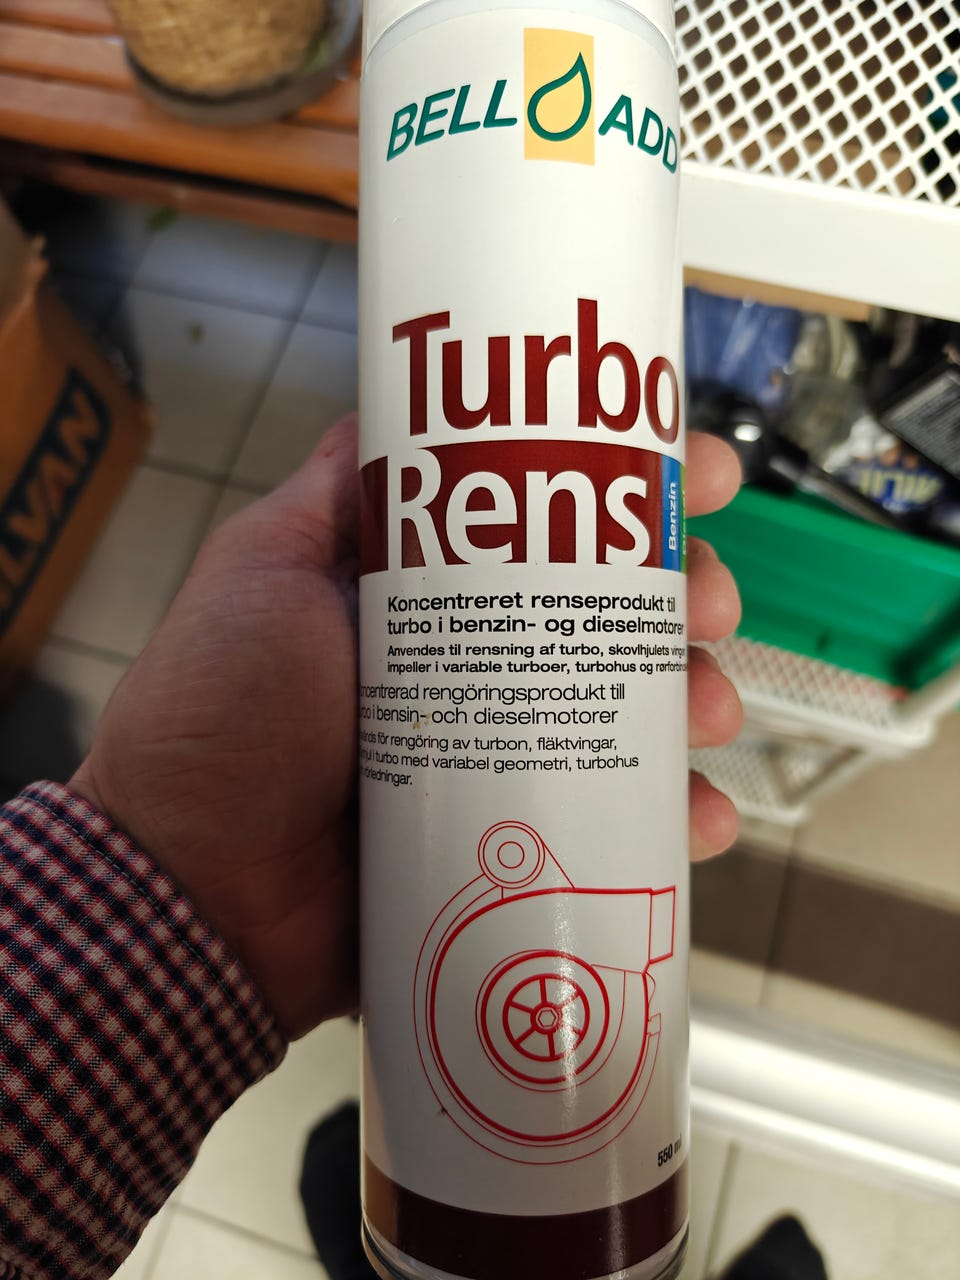 BELL ADD
Turbo
Rens
Benzin
Koncentreret renseprodukt til
turbo i benzin- og dieselmotorer
Anvendes til rensning af turbo, skovlhjulets
impeller i variable turboer, turbohus og
rengöringsprodukt till
i bensin- och dieselmotorer
för rengöring av turbon, fläktvingar,
i turbo med variabel geometri, turbohus
550 ml